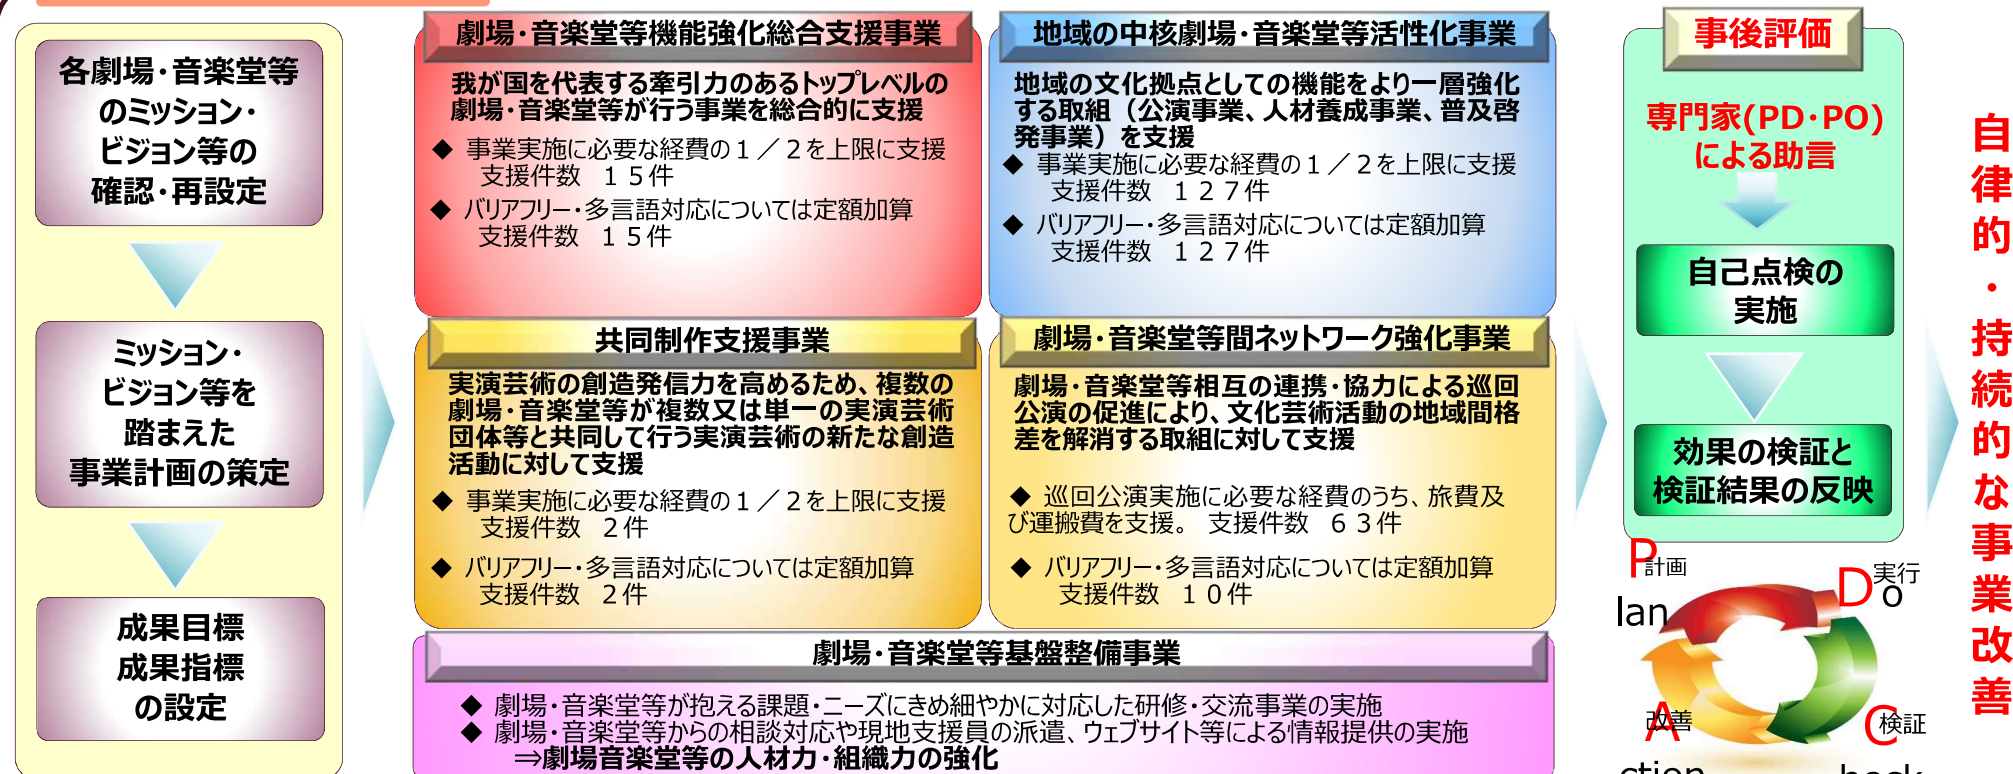 各劇場・音楽堂等
のミッション・
ビジョン等の
確認・再設定
ミッション・
ビジョン等を
踏まえた
事業計画の策定
成果目標
成果指標
の設定
劇場・音楽堂等機能強化総合支援事業
我が国を代表する牽引力のあるトップレベルの
劇場・音楽堂等が行う事業を総合的に支援
◆ 事業実施に必要な経費の１／２を上限に支援
支援件数 １５件
◆ バリアフリー・多言語対応については定額加算
支援件数 １５件
地域の中核劇場・音楽堂等活性化事業
地域の文化拠点としての機能をより一層強化
する取組（公演事業、人材養成事業、普及啓
発事業）を支援
◆ 事業実施に必要な経費の１／２を上限に支援
支援件数 １２７件
◆ バリアフリー・多言語対応については定額加算
支援件数 １２７件
共同制作支援事業
実演芸術の創造発信力を高めるため、複数の
劇場・音楽堂等が複数又は単一の実演芸術
団体等と共同して行う実演芸術の新たな創造
活動に対して支援
◆ 事業実施に必要な経費の１／２を上限に支援
支援件数 ２件
◆ バリアフリー・多言語対応については定額加算
支援件数 ２件
劇場・音楽堂等間ネットワーク強化事業
劇場・音楽堂等相互の連携・協力による巡回
公演の促進により、文化芸術活動の地域間格
差を解消する取組に対して支援
◆ 巡回公演実施に必要な経費のうち、旅費及
び運搬費を支援。 支援件数 ６３件
◆ バリアフリー・多言語対応については定額加算
支援件数 １０件
劇場・音楽堂等基盤整備事業
◆ 劇場・音楽堂等が抱える課題・ニーズにきめ細やかに対応した研修・交流事業の実施
◆ 劇場・音楽堂等からの相談対応や現地支援員の派遣、ウェブサイト等による情報提供の実施
⇒劇場音楽堂等の人材力・組織力の強化
事後評価
専門家(PD・PO)
による助言
自己点検の
実施
効果の検証と
検証結果の反映
P計画
lan
D実行
o
A改善
ction
C検証
heck
自律的・持続的な事業改善